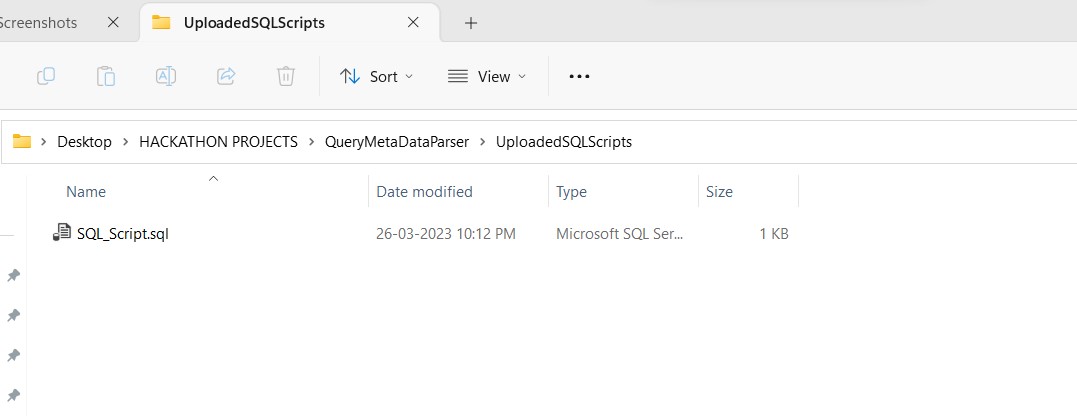 Screenshots UploadedSQLScripts
Sort View
Desktop HACKATHON PROJECTS QueryMetaDataParser UploadedSQLScripts
Name Date modified Type Size
SQL_Script.sql 26-03-2023 10:12 PM Microsoft SQL Ser... 1 KB